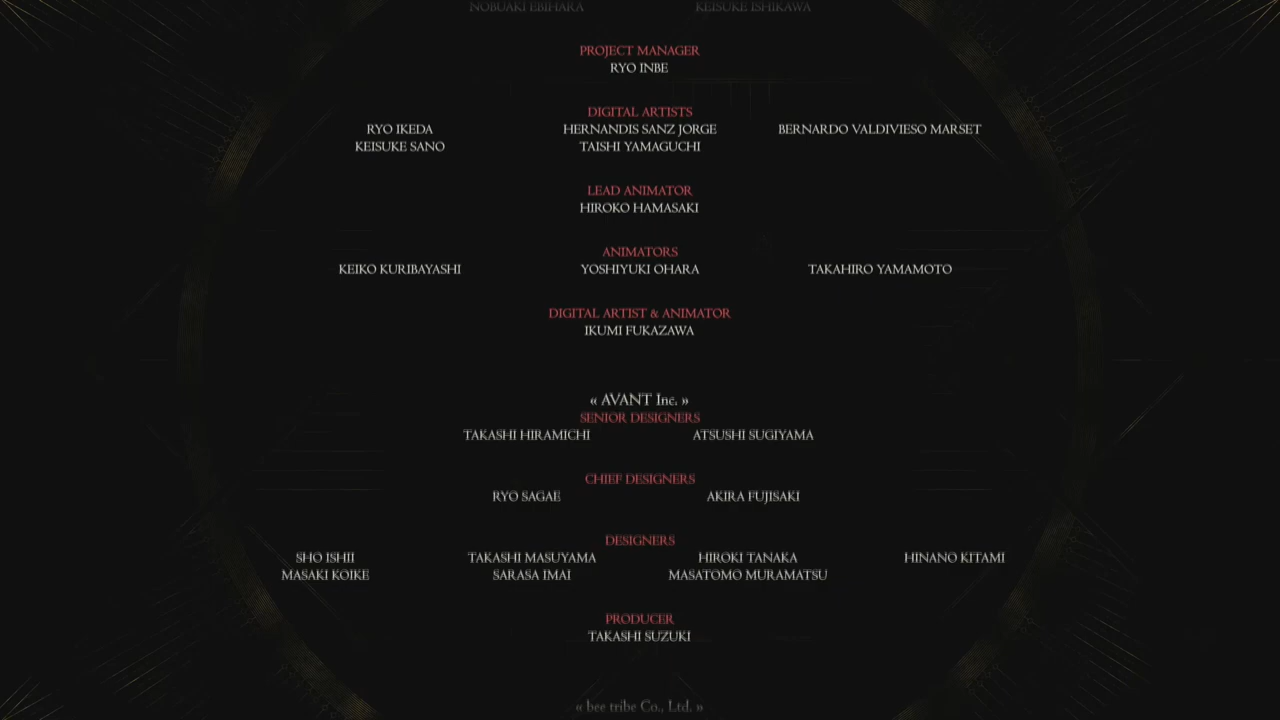 NOBUAKI EBIHARA KEISUKE ISHIKAWA
PROJECT MANAGER
RYO INBE
DIGITAL ARTISTS
RYO IKEDA HERNANDIS SANZ JORGE BERNARDO VALDIVIESO MARSET
KEISUKE SANO TAISHI YAMAGUCHI
LEAD ANIMATOR
HIROKO HAMASAKI
ANIMATORS
KEIKO KURIBAYASHI YOSHIYUKI OHARA TAKAHIRO YAMAMOTO
DIGITAL ARTIST & ANIMATOR
IKUMI FUKAZAWA
« AVANT Inc. »
SENIOR DESIGNERS
TAKASHI HIRAMICHI ATSUSHI SUGIYAMA
CHIEF DESIGNERS
RYO SAGAE AKIRA FUJISAKI
DESIGNERS
SHO ISHII TAKASHI MASUYAMA HIROKI TANAKA HINANO KITAMI
MASAKI KOIKE SARASA IMAI MASATOMO MURAMATSU
PRODUCER
TAKASHI SUZUKI
« bee tribe Co., Ltd. »